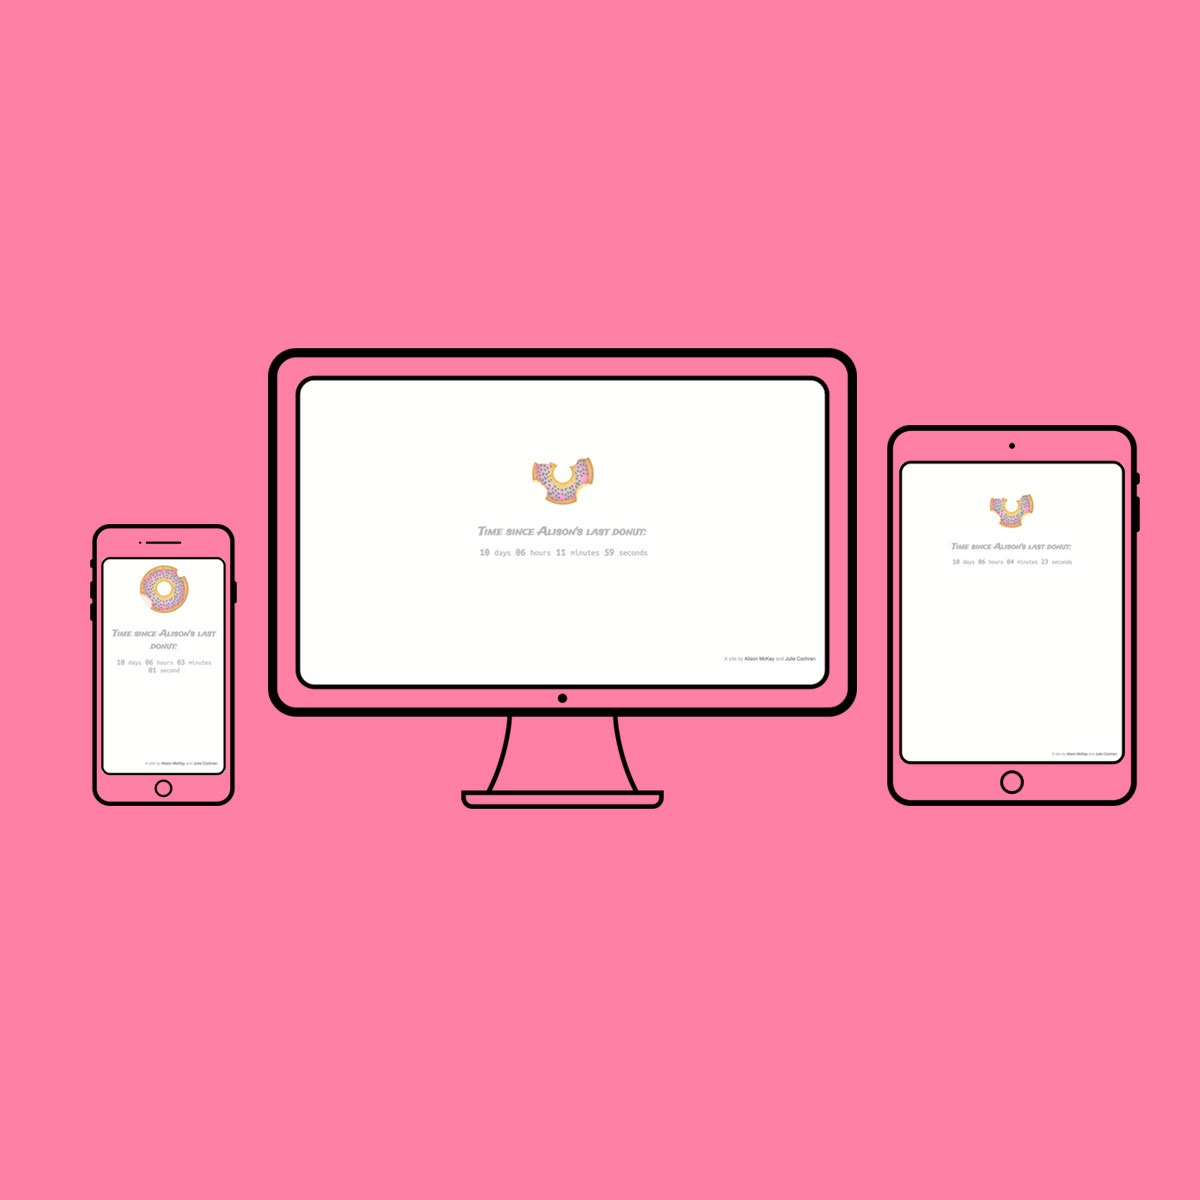 Time since Alison's last
donut:
10 days 06 hours 03 minutes
01 second
A site by Alison McKay and Julie Cochran
Time since Alison's last donut:
10 days 06 hours 11 minutes 59 seconds
A site by Alison McKay and Julie Cochran
Time since Alison's last donut:
10 days 06 hours 04 minutes 23 seconds
A site by Alison McKay and Julie Cochran